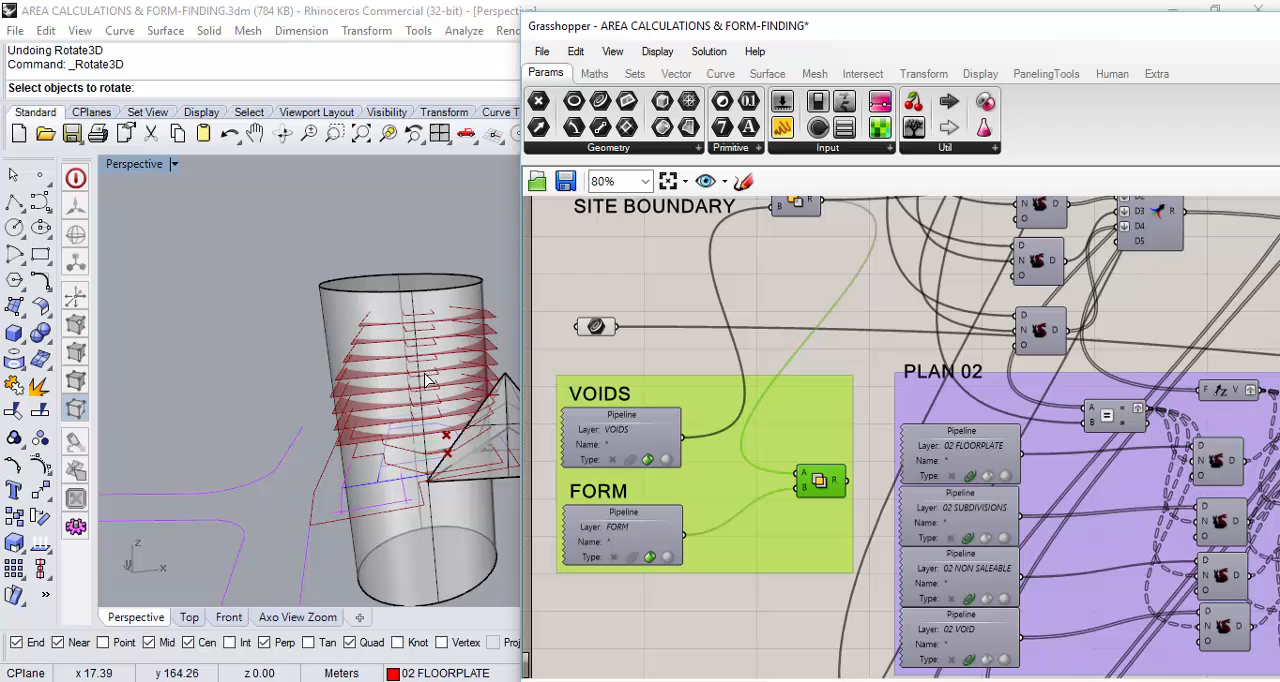 AREA CALCULATIONS & FORM-FINDING.3dm (784 KB) - Rhinoceros Commercial (32-bit) - [Perspective]
File Edit View Curve Surface Solid Mesh Dimension Transform Tools Analyze
Undoing Rotate3D
Command: _Rotate3D
Select objects to rotate:
Standard CPlanes Set View Display Select Viewport Layout Visibility Transform Curve T
Perspective
z
y x
Perspective Top Front Axo View Zoom
End Near Point Mid Cen Int Perp Tan Quad Knot Vertex Proj
CPlane x 17.39 y 164.26 z 0.00 Meters 02 FLOORPLATE
Grasshopper - AREA CALCULATIONS & FORM-FINDING*
File Edit View Display Solution Help
Params Maths Sets Vector Curve Surface Mesh Intersect Transform Display PanelingTools Human Extra
Geometry Primitive Input Util
80%
SITE BOUNDARY
B R
N D
O
D3 R
D4
D5
D
N D
O
D
N D
O
VOIDS
Pipeline
Layer: VOIDS
Name: *
Type:
FORM
Pipeline
Layer: FORM
Name: *
Type:
A
B R
PLAN 02
Pipeline
Layer: 02 FLOORPLATE
Name: *
Type:
Pipeline
Layer: 02 SUBDIVISIONS
Name: *
Type:
Pipeline
Layer: 02 NON SALEABLE
Name: *
Type:
Pipeline
Layer: 02 VOID
Name: *
Type:
A =
B =
F fz V
D
N D
O
D
N D
O
D
N D
O
D
N D
O